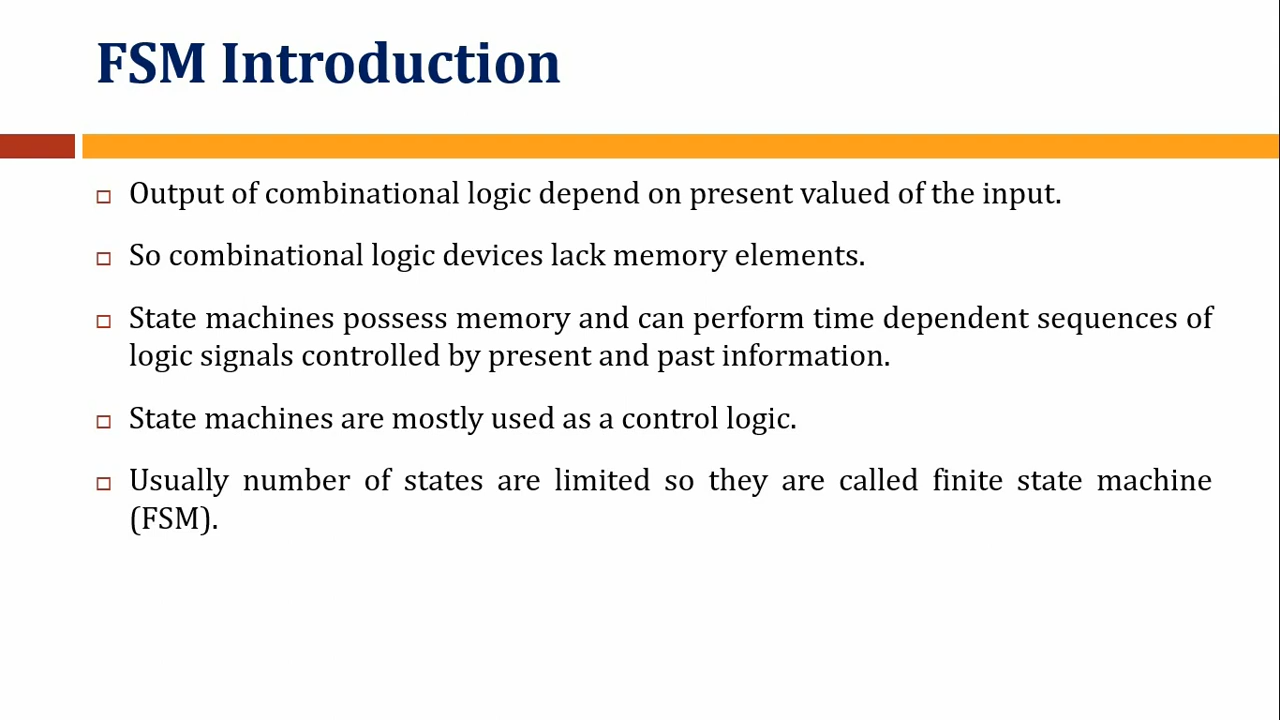 FSM Introduction
Output of combinational logic depend on present valued of the input.
So combinational logic devices lack memory elements.
State machines possess memory and can perform time dependent sequences of
logic signals controlled by present and past information.
State machines are mostly used as a control logic.
Usually number of states are limited so they are called finite state machine
(FSM).